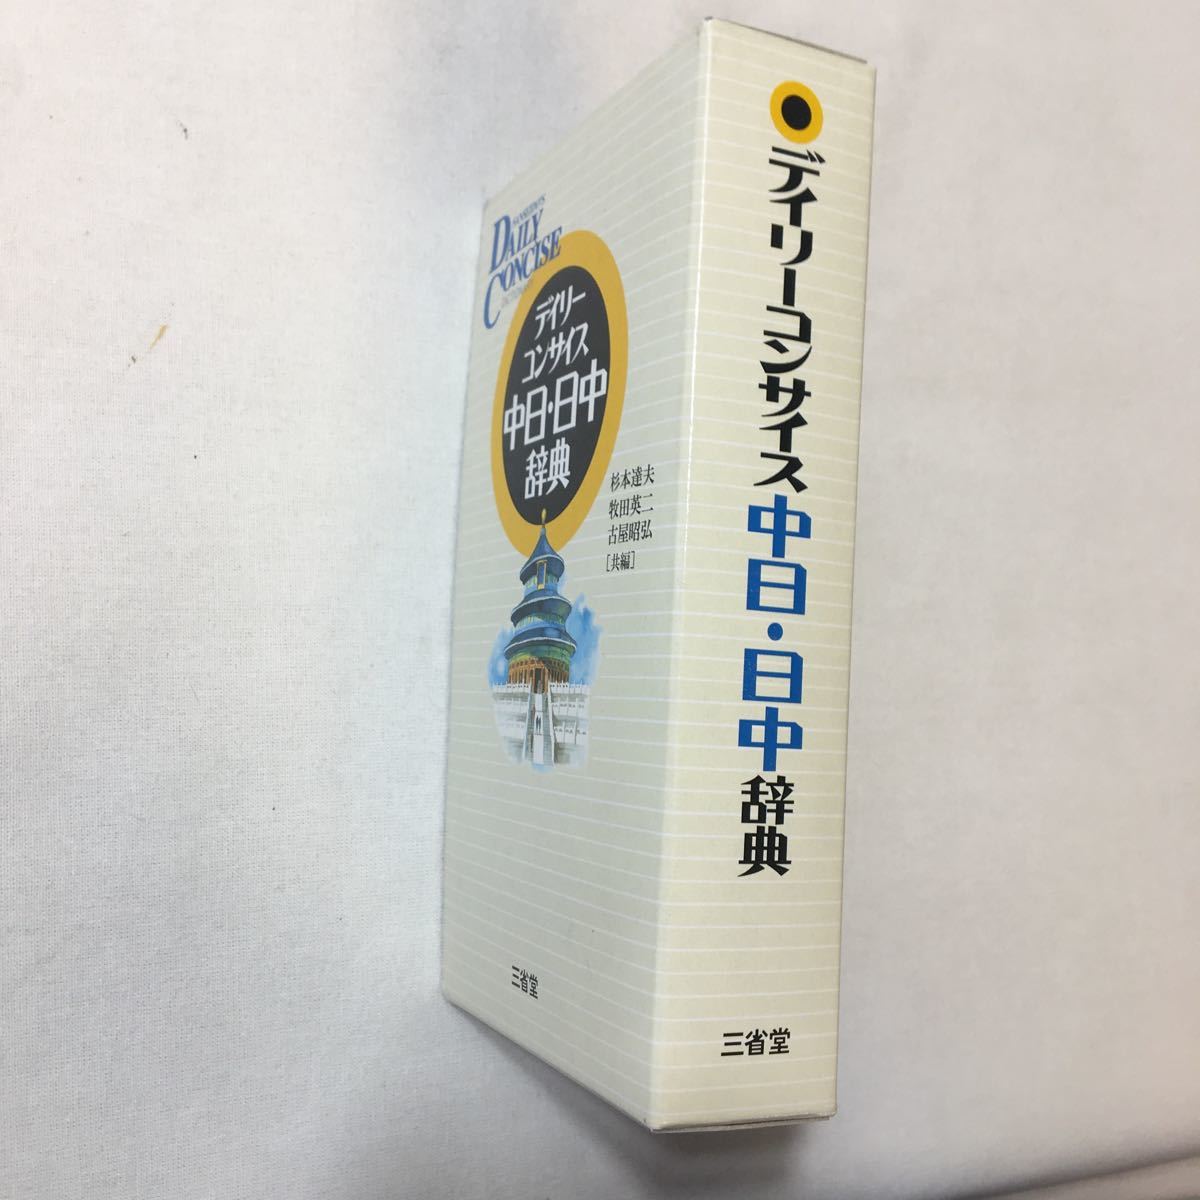 SANSEIDO'S
DAILY
CONCISE
DICTIONARY
デイリー
コンサイス
中日・日中
辞典
杉本達夫
牧田英二
古屋昭弘
[共編]
三省堂
デイリーコンサイス中日・日中辞典
三省堂